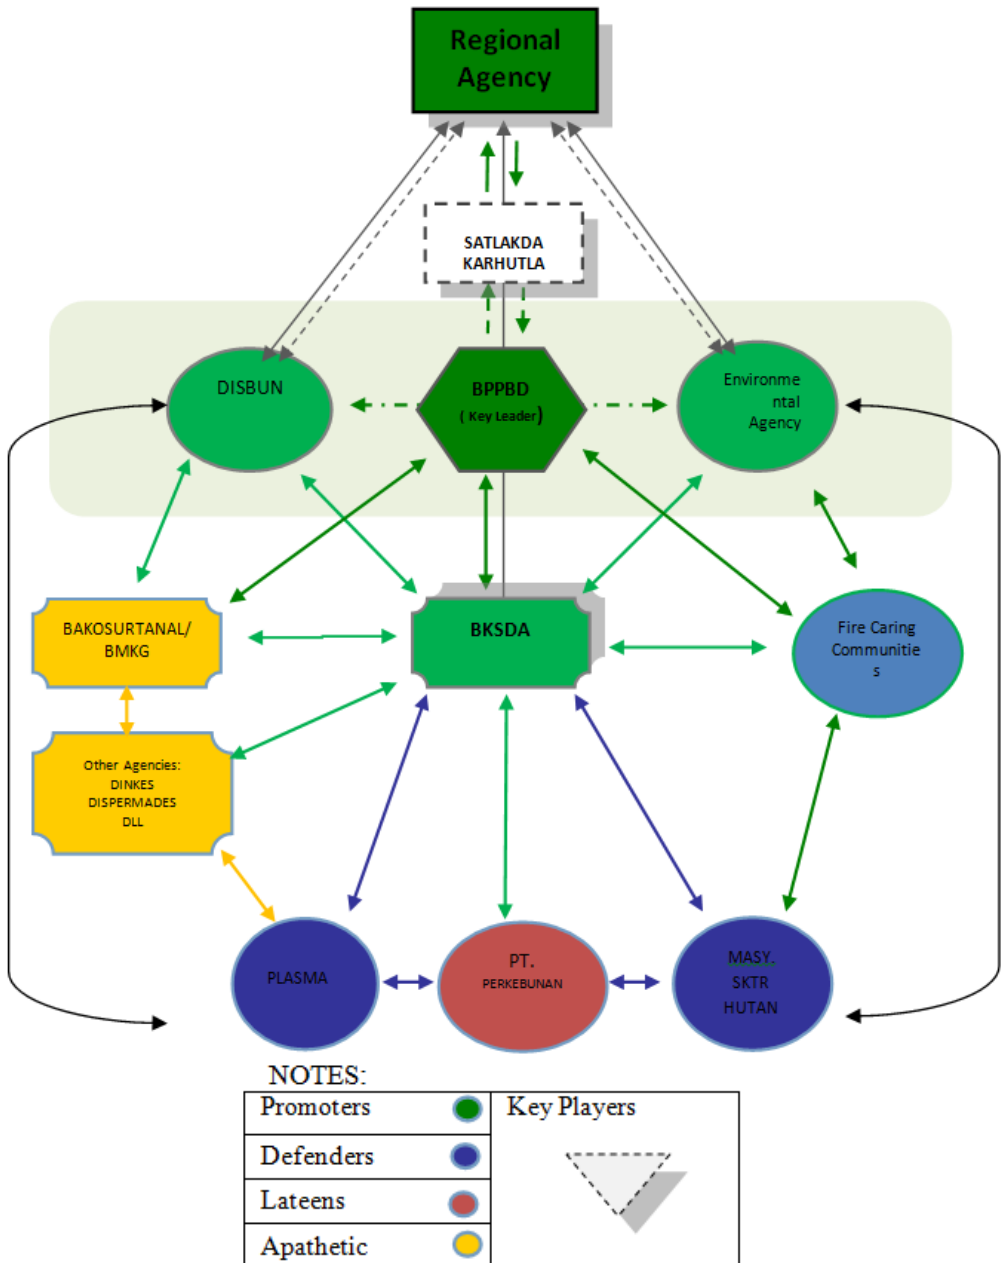 Regional
Agency
SATLAKDA
KARHUTLA
DISBUN
BPPBD
( Key Leader)
Environme
ntal
Agency
BAKOSURTANAL/
BMKG
BKSDA
Fire Caring
Communitie
s
Other Agencies:
DINKES
DISPERMADES
DLL
PLASMA
PT.
PERKEBUNAN
MASY.
SKTR
HUTAN
NOTES:
Promoters
Key Players
Defenders
Lateens
Apathetic